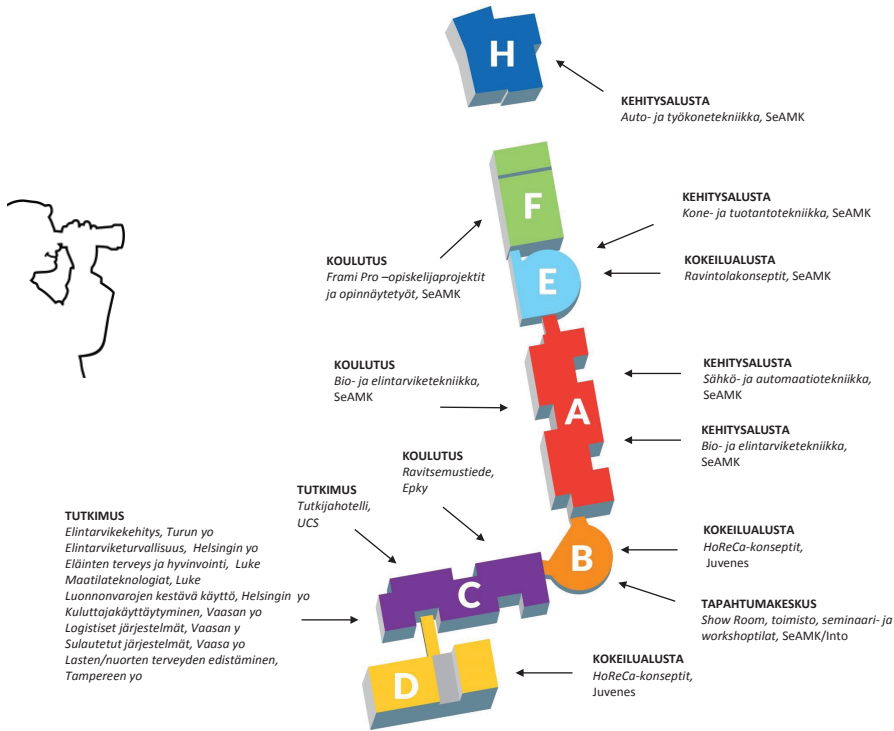 H
KEHITYSALUSTA
Auto- ja työkonetekniikka, SeAMK
F
KEHITYSALUSTA
Kone- ja tuotantotekniikka, SeAMK
KOULUTUS
Frami Pro –opiskelijaprojektit
ja opinnäytetyöt, SeAMK
E
KOKEILUALUSTA
Ravintolakonseptit, SeAMK
KOULUTUS
Bio- ja elintarviketekniikka,
SeAMK
A
KEHITYSALUSTA
Sähkö- ja automaatiotekniikka,
SeAMK
KEHITYSALUSTA
Bio- ja elintarviketekniikka,
SeAMK
KOULUTUS
Ravitsemustiede,
Epky
TUTKIMUS
Tutkijahotelli,
UCS
TUTKIMUS
Elintarvikekehitys, Turun yo
Elintarviketurvallisuus, Helsingin yo
Eläinten terveys ja hyvinvointi, Luke
Maatilateknologiat, Luke
Luonnonvarojen kestävä käyttö, Helsingin yo
Kuluttajakäyttäytyminen, Vaasan yo
Logistiset järjestelmät, Vaasan y
Sulautetut järjestelmät, Vaasa yo
Lasten/nuorten terveyden edistäminen,
Tampereen yo
B
KOKEILUALUSTA
HoReCa-konseptit,
Juvenes
C
TAPAHTUMAKESKUS
Show Room, toimisto, seminaari- ja
workshoptilat, SeAMK/Into
D
KOKEILUALUSTA
HoReCa-konseptit,
Juvenes